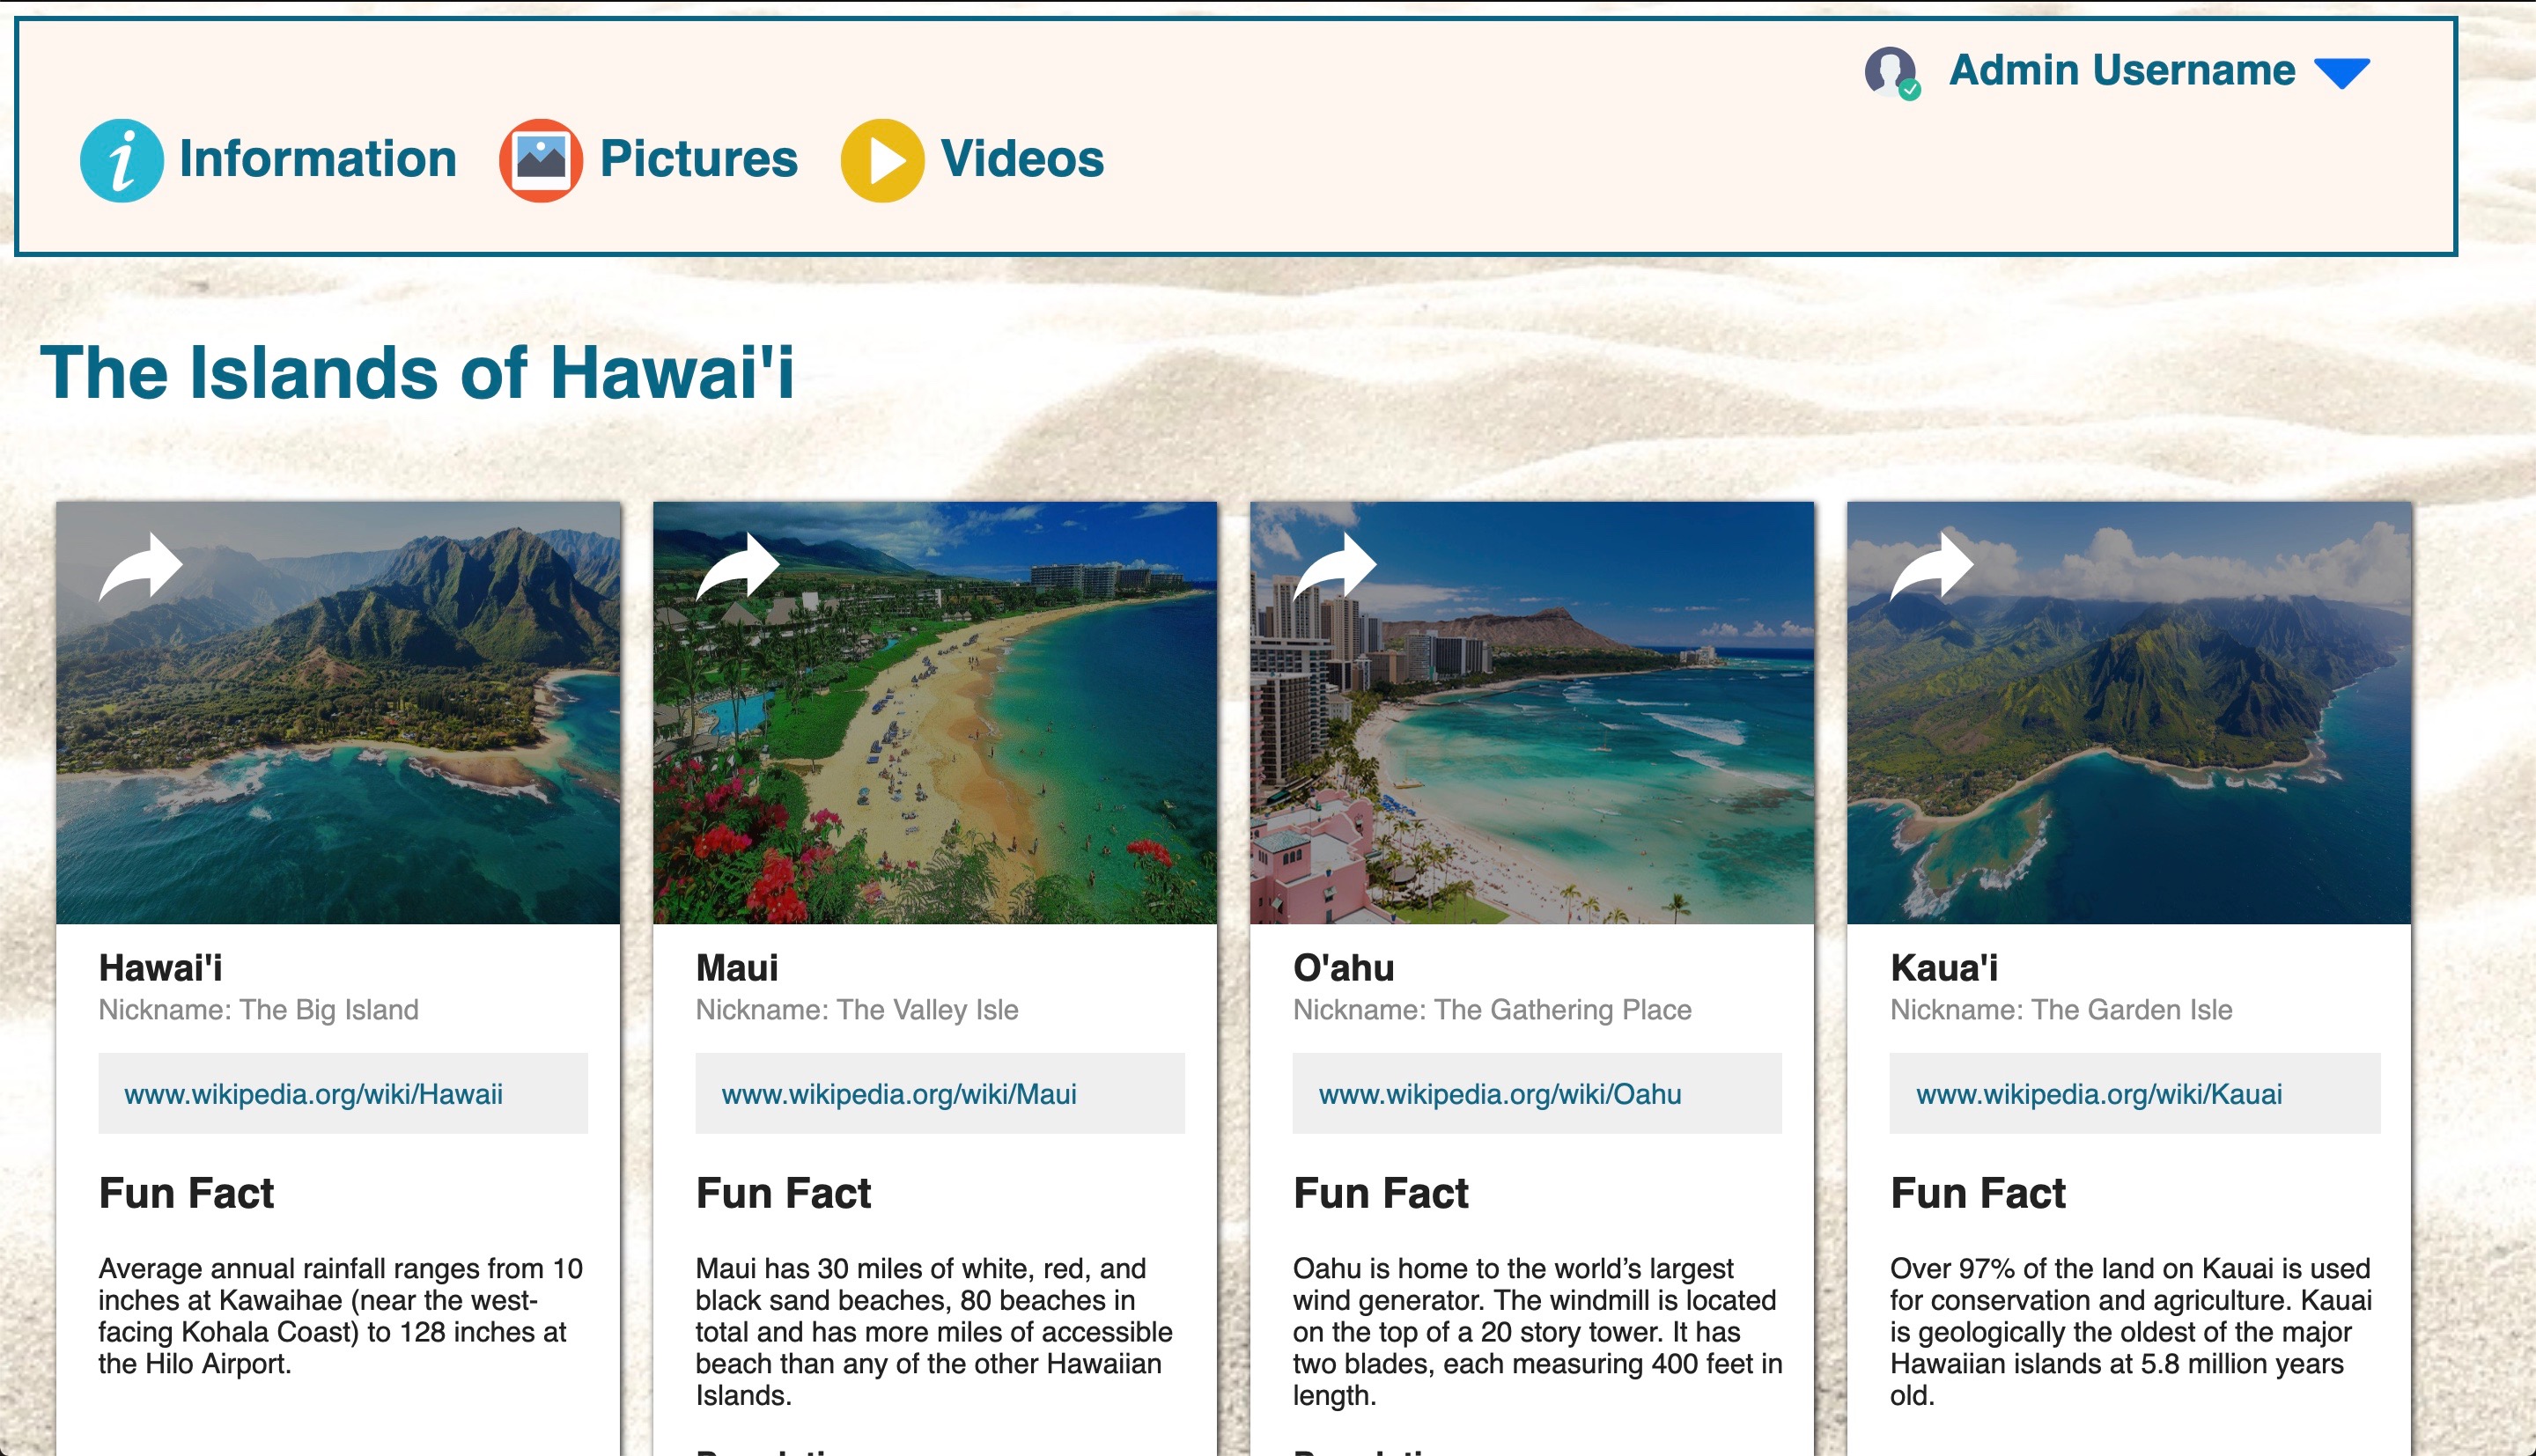 Admin Username
Information Pictures Videos
The Islands of Hawai'i
Hawai'i
Nickname: The Big Island
www.wikipedia.org/wiki/Hawaii
Fun Fact
Average annual rainfall ranges from 10
inches at Kawaihae (near the west-
facing Kohala Coast) to 128 inches at
the Hilo Airport.
Maui
Nickname: The Valley Isle
www.wikipedia.org/wiki/Maui
Fun Fact
Maui has 30 miles of white, red, and
black sand beaches, 80 beaches in
total and has more miles of accessible
beach than any of the other Hawaiian
Islands.
O'ahu
Nickname: The Gathering Place
www.wikipedia.org/wiki/Oahu
Fun Fact
Oahu is home to the world’s largest
wind generator. The windmill is located
on the top of a 20 story tower. It has
two blades, each measuring 400 feet in
length.
Kaua'i
Nickname: The Garden Isle
www.wikipedia.org/wiki/Kauai
Fun Fact
Over 97% of the land on Kauai is used
for conservation and agriculture. Kauai
is geologically the oldest of the major
Hawaiian islands at 5.8 million years
old.